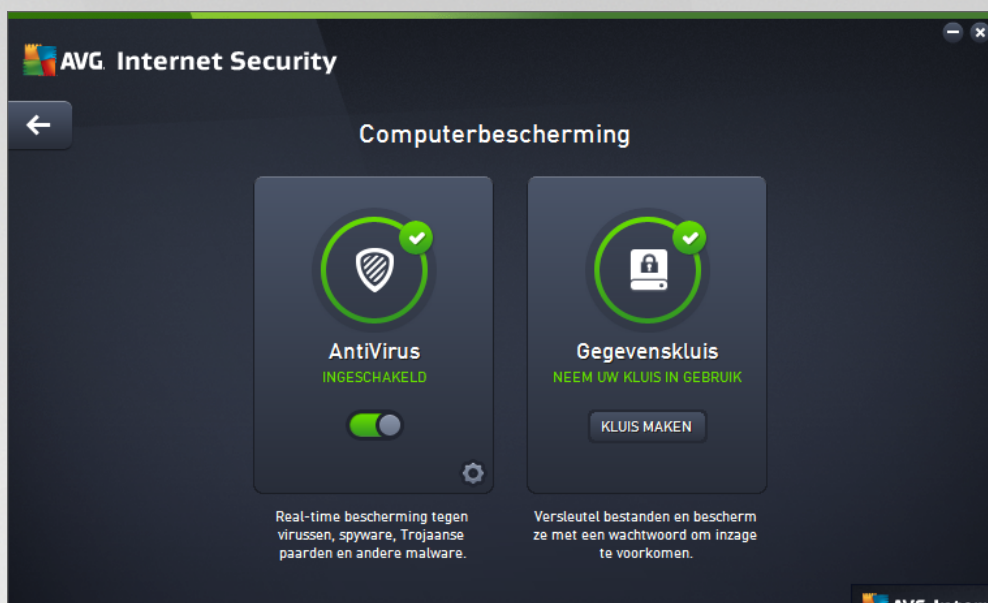 AVG Internet Security
Computerbescherming
AntiVirus
INGESCHAKELD
Real-time bescherming tegen
virussen, spyware, Trojaanse
paarden en andere malware.
Gegevenskluis
NEEM UW KLUIS IN GEBRUIK
KLUIS MAKEN
Versleutel bestanden en bescherm
ze met een wachtwoord om inzage
te voorkomen.
AVG